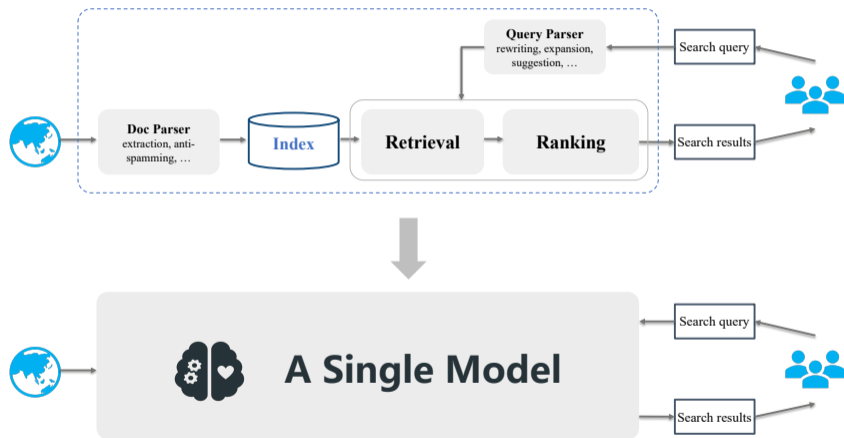 Query Parser
rewriting, expansion,
suggestion, …
Search query
Doc Parser
extraction, anti-
spamming, …
Index
Retrieval
Ranking
Search results
A Single Model
Search query
Search results